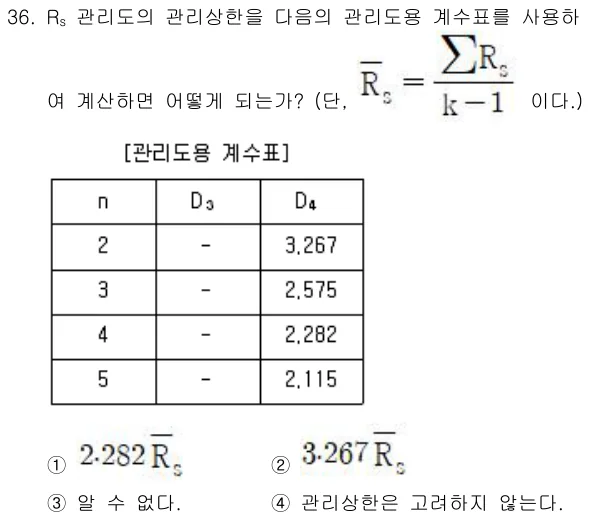 36. Rₛ 관리도의 관리상한을 다음의 관리도용 계수표를 사용하
여 계산하면 어떻게 되는가? (단, R̅ₛ = ∑Rₛ / (k-1) 이다.)
[관리도용 계수표]
n D₃ D₄
2 - 3,267
3 - 2,575
4 - 2,282
5 - 2,115
① 2·282 R̅ₛ ② 3·267 R̅ₛ
③ 알 수 없다. ④ 관리상한은 고려하지 않는다.